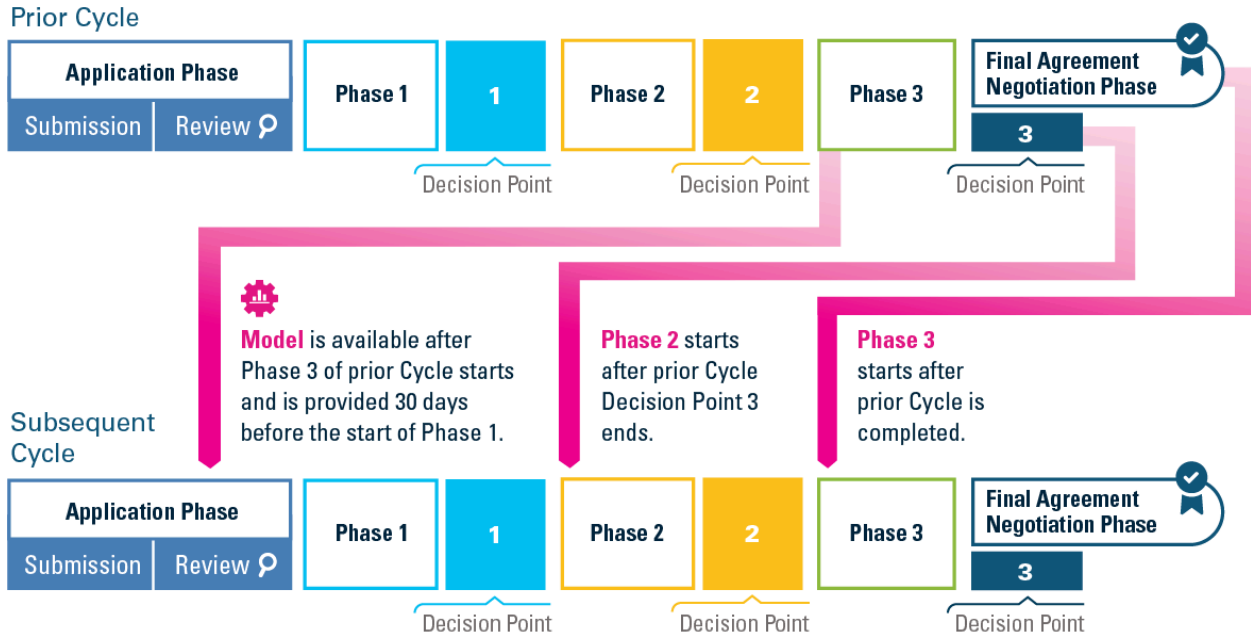 Prior Cycle
Application Phase
Submission
Review
Phase 1
1
Phase 2
2
Phase 3
Final Agreement
Negotiation Phase
3
Decision Point
Decision Point
Decision Point
Model is available after
Phase 3 of prior Cycle starts
and is provided 30 days
before the start of Phase 1.
Phase 2 starts
after prior Cycle
Decision Point 3
ends.
Phase 3
starts after
prior Cycle is
completed.
Subsequent
Cycle
Application Phase
Submission
Review
Phase 1
1
Phase 2
2
Phase 3
Final Agreement
Negotiation Phase
3
Decision Point
Decision Point
Decision Point